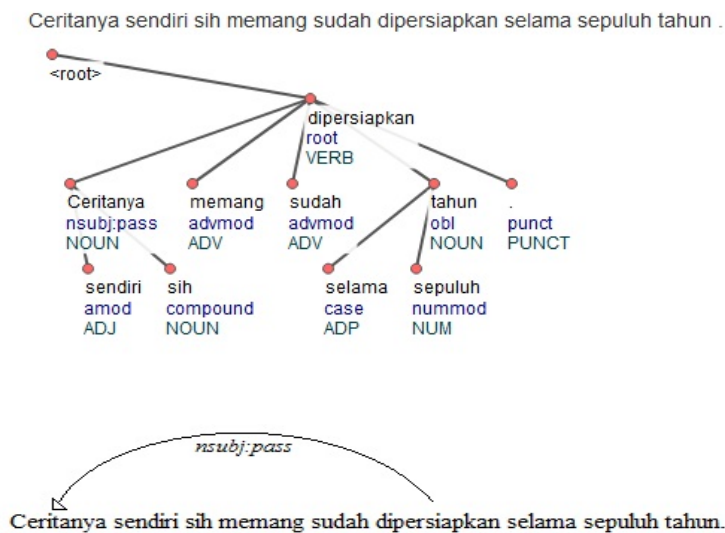 Ceritanya sendiri sih memang sudah dipersiapkan selama sepuluh tahun .
<root>
dipersiapkan
root
VERB
Ceritanya memang sudah tahun .
nsubj:pass advmod advmod obl punct
NOUN ADV ADV NOUN PUNCT
sendiri sih selama sepuluh
amod compound case nummod
ADJ NOUN ADP NUM
nsubj:pass
Ceritanya sendiri sih memang sudah dipersiapkan selama sepuluh tahun.